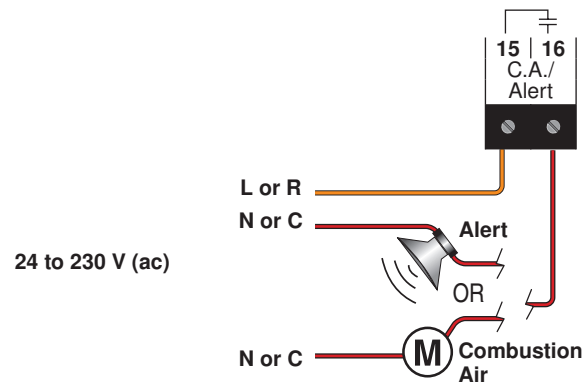 15 | 16
C.A./
Alert
L or R
N or C
Alert
24 to 230 V (ac)
OR
M
Combustion
Air
N or C